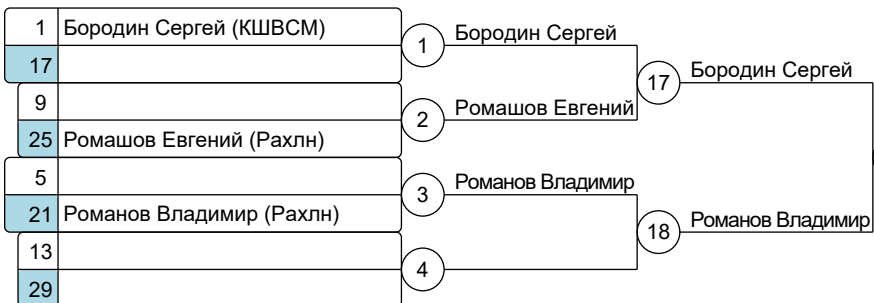 1 Бородин Сергей (КШВСМ)
17
1
Бородин Сергей
9
25 Ромашов Евгений (Рахлн)
2
Ромашов Евгений
17
Бородин Сергей
5
21 Романов Владимир (Рахлн)
3
Романов Владимир
13
29
4
18
Романов Владимир